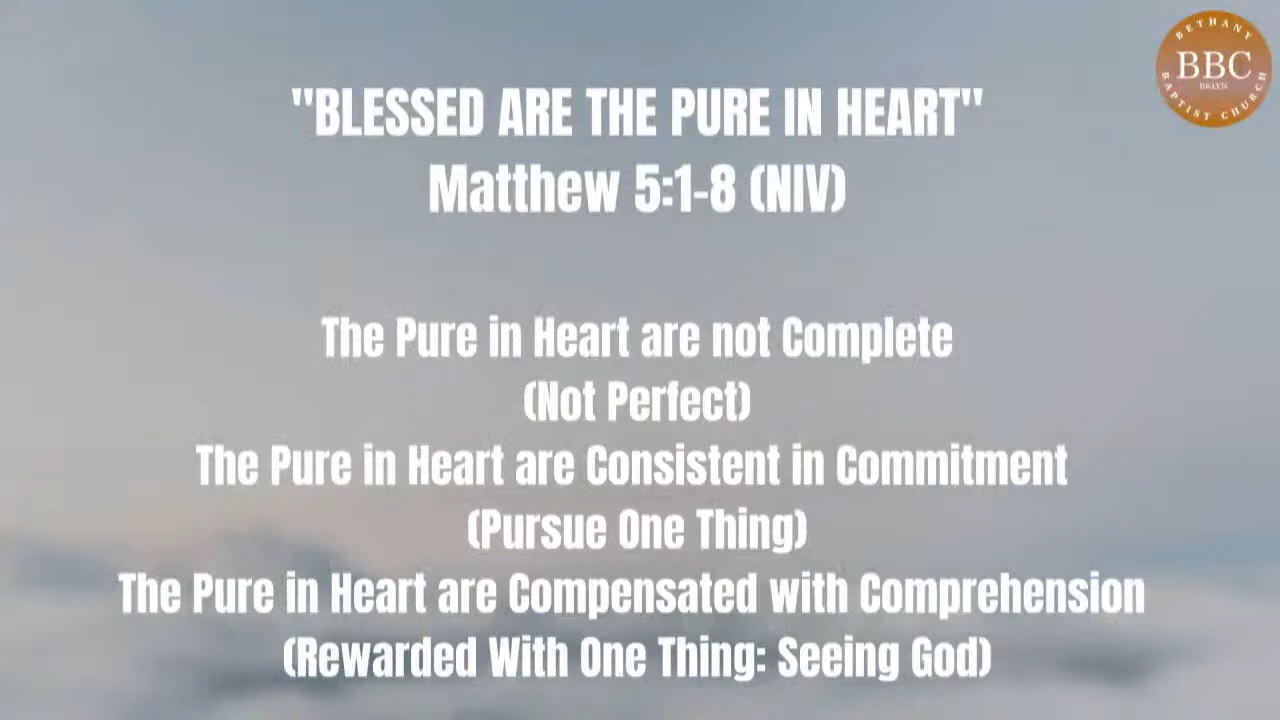 BETHANY
BBC
BKLYN
BAPTIST CHURCH
"BLESSED ARE THE PURE IN HEART"
Matthew 5:1-8 (NIV)
The Pure in Heart are not Complete
(Not Perfect)
The Pure in Heart are Consistent in Commitment
(Pursue One Thing)
The Pure in Heart are Compensated with Comprehension
(Rewarded With One Thing: Seeing God)